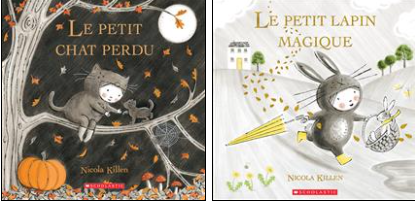 LE PETIT
CHAT PERDU
Nicola Killen
SCHOLASTIC
LE PETIT LAPIN
MAGIQUE
NICOLA KILLEN
SCHOLASTIC